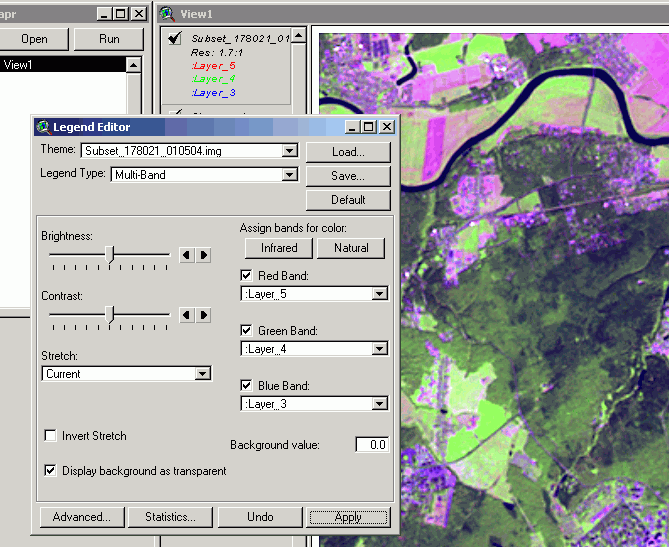 apr
Open
Run
View1
View1
Subset_178021_01
Res: 1.7:1
:Layer_5
:Layer_4
:Layer_3
Legend Editor
Theme:
Subset_178021_010504.img
Load...
Legend Type:
Multi-Band
Save...
Default
Brightness:
Assign bands for color:
Infrared
Natural
Red Band:
:Layer_5
Contrast:
Green Band:
:Layer_4
Stretch:
Current
Blue Band:
:Layer_3
Invert Stretch
Background value:
0.0
Display background as transparent
Advanced...
Statistics...
Undo
Apply